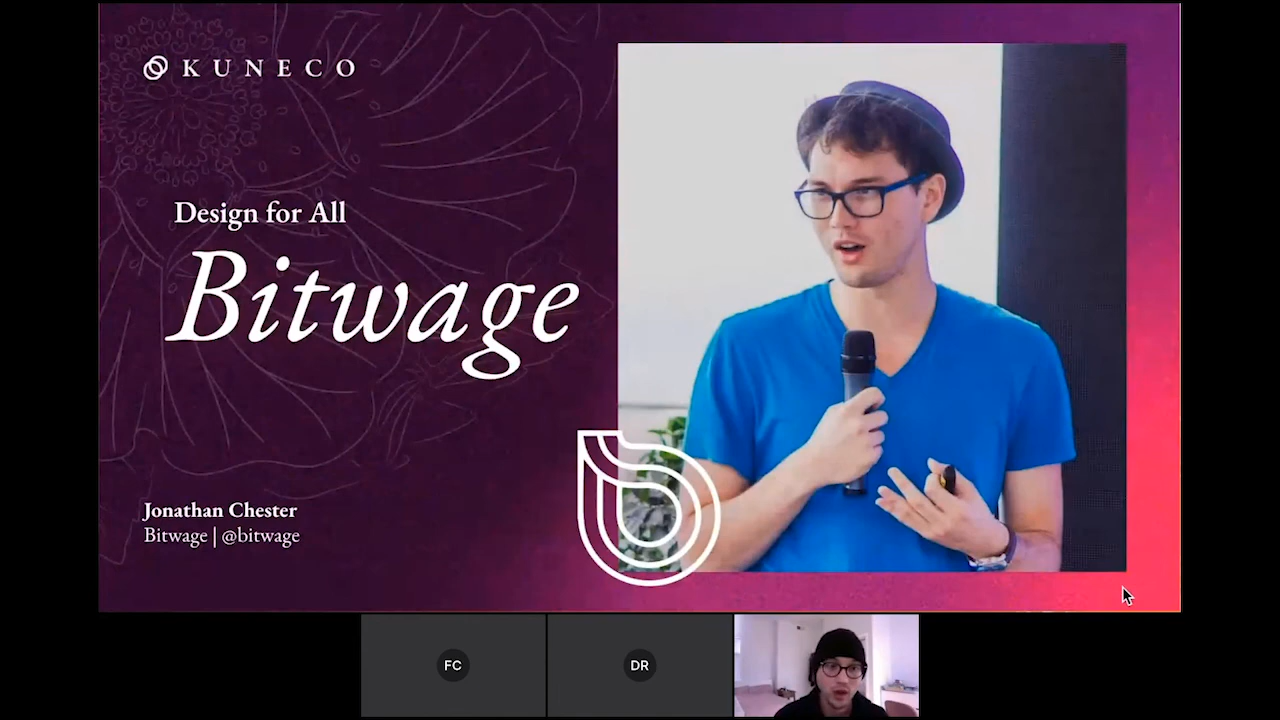 KUNECO
Design for All
Bitwage
Jonathan Chester
Bitwage | @bitwage
FC
DR